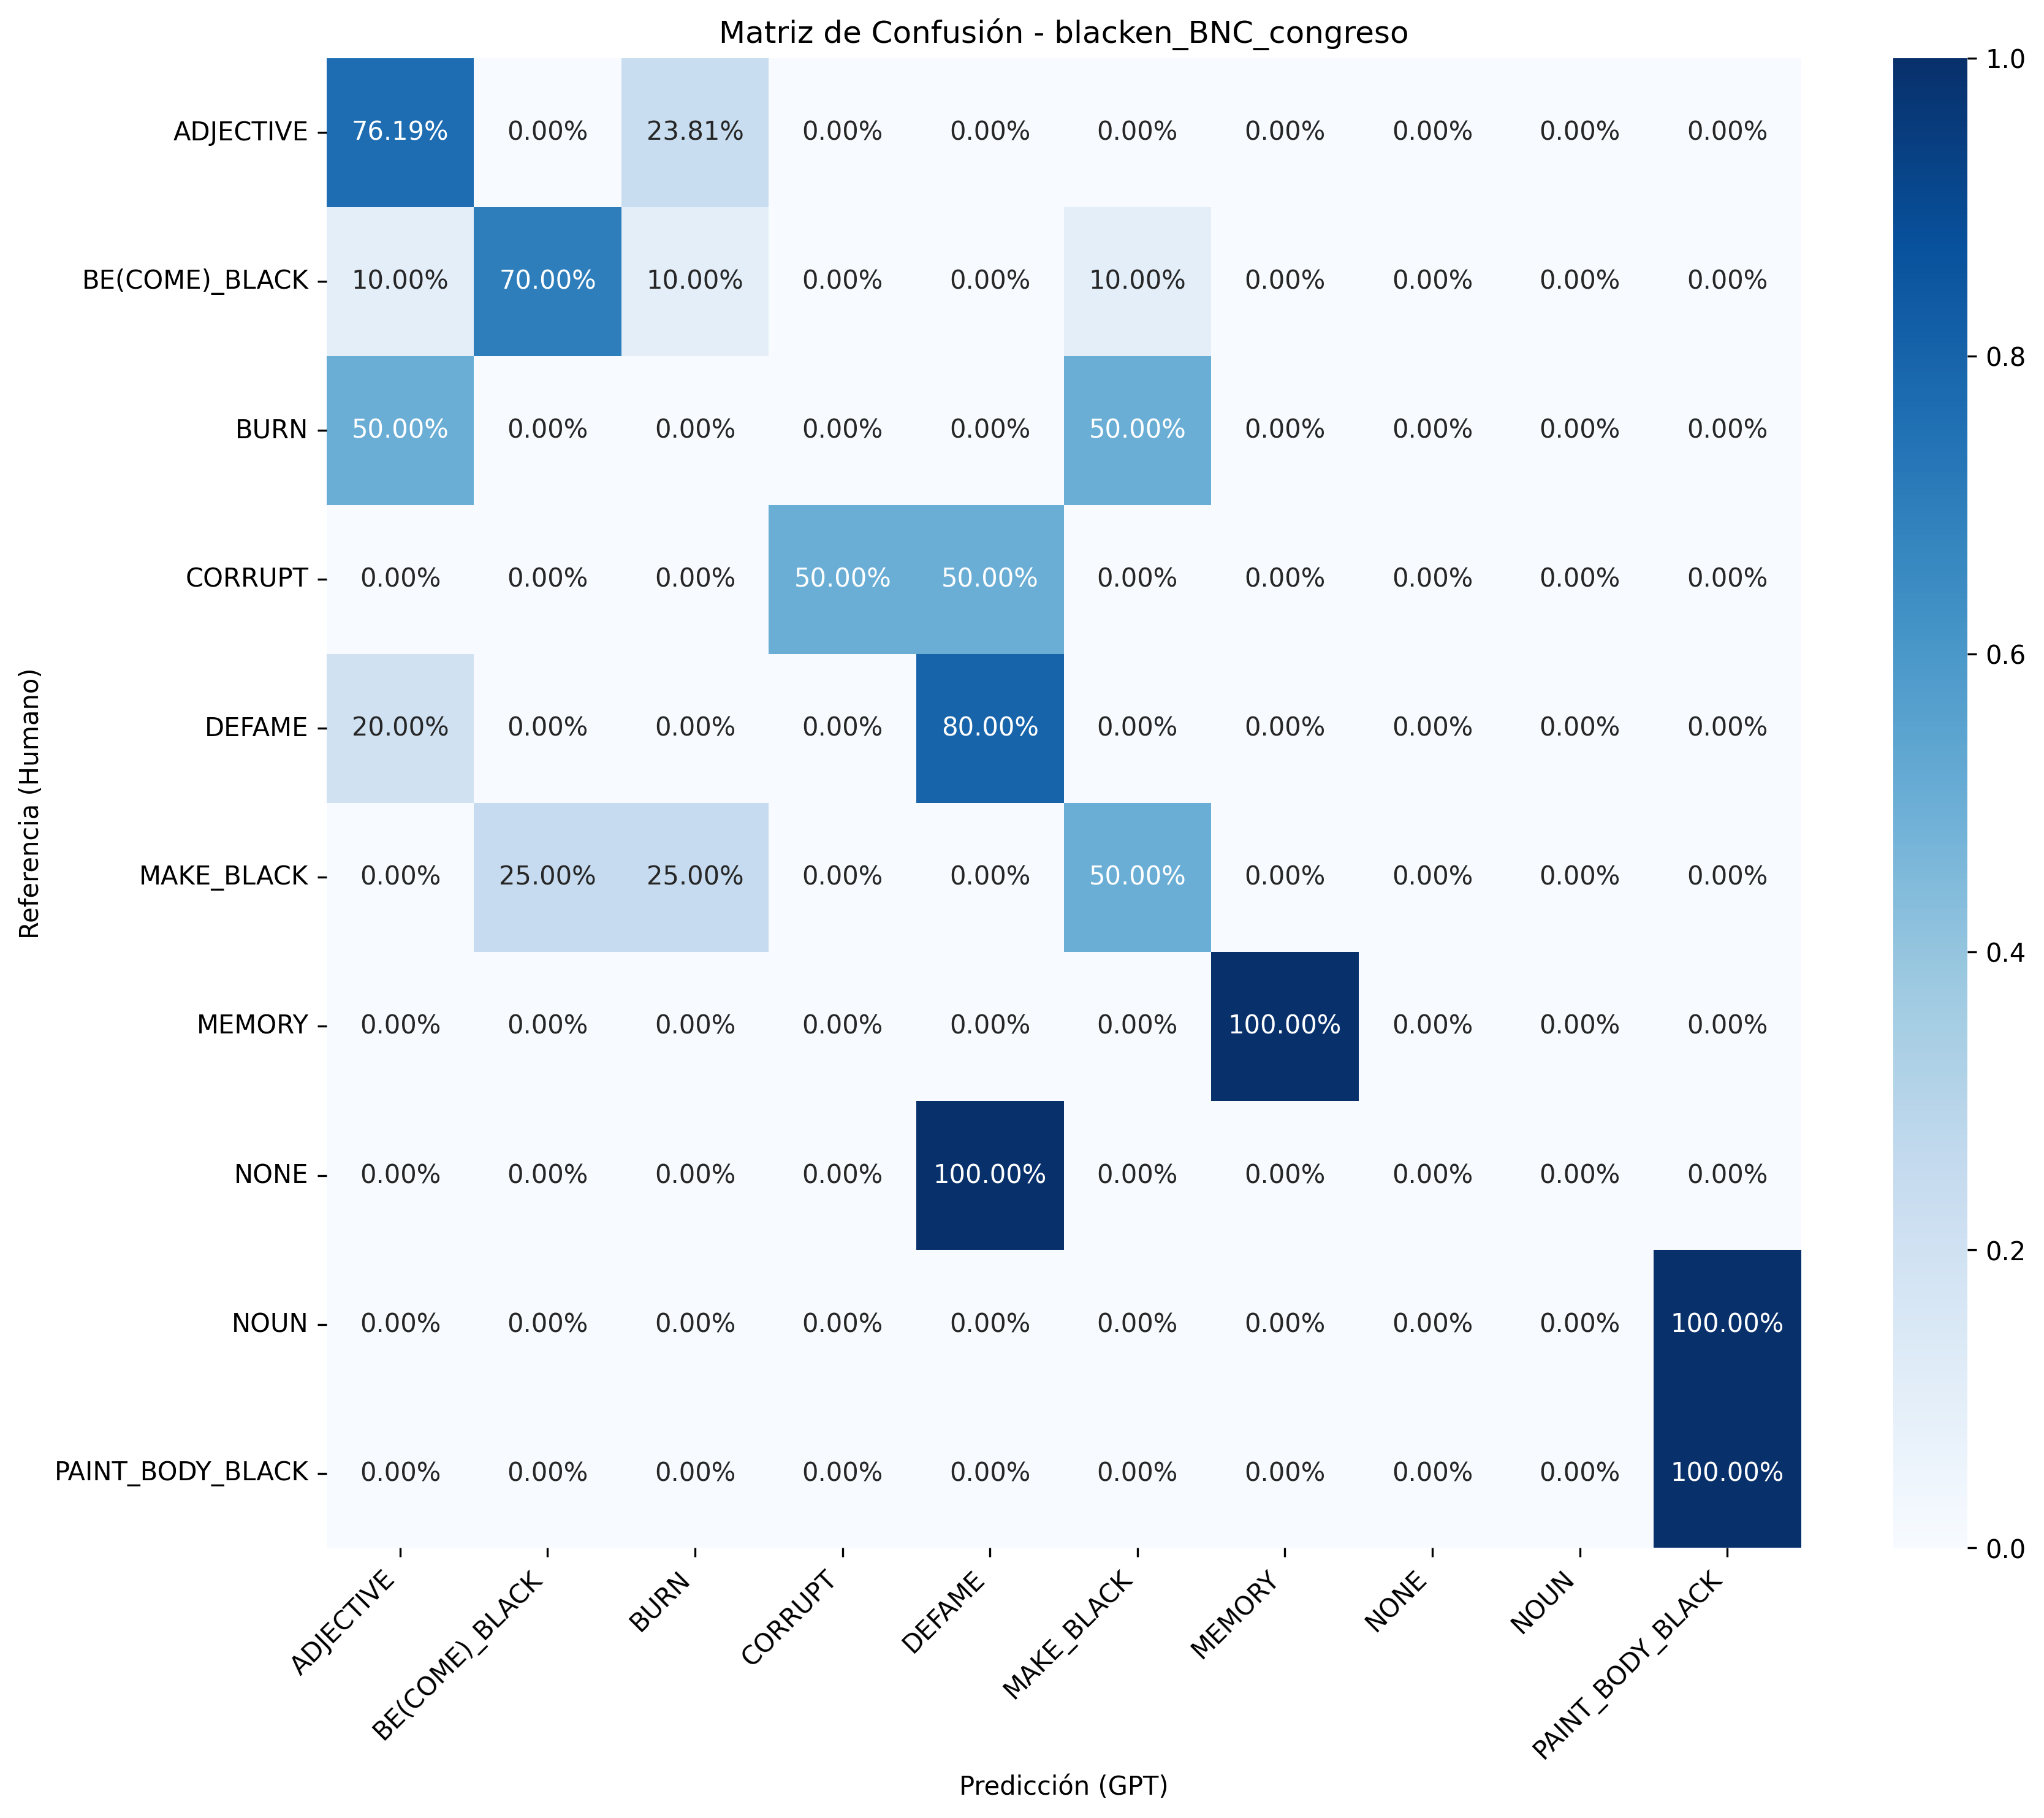 Matriz de Confusión - blacken_BNC_congreso
ADJECTIVE 76.19% 0.00% 23.81% 0.00% 0.00% 0.00% 0.00% 0.00% 0.00% 0.00%
BE(COME)_BLACK 10.00% 70.00% 10.00% 0.00% 0.00% 10.00% 0.00% 0.00% 0.00% 0.00%
BURN 50.00% 0.00% 0.00% 0.00% 0.00% 50.00% 0.00% 0.00% 0.00% 0.00%
CORRUPT 0.00% 0.00% 0.00% 50.00% 50.00% 0.00% 0.00% 0.00% 0.00% 0.00%
DEFAME 20.00% 0.00% 0.00% 0.00% 80.00% 0.00% 0.00% 0.00% 0.00% 0.00%
MAKE_BLACK 0.00% 25.00% 25.00% 0.00% 0.00% 50.00% 0.00% 0.00% 0.00% 0.00%
MEMORY 0.00% 0.00% 0.00% 0.00% 0.00% 0.00% 100.00% 0.00% 0.00% 0.00%
NONE 0.00% 0.00% 0.00% 0.00% 100.00% 0.00% 0.00% 0.00% 0.00% 0.00%
NOUN 0.00% 0.00% 0.00% 0.00% 0.00% 0.00% 0.00% 0.00% 0.00% 100.00%
PAINT_BODY_BLACK 0.00% 0.00% 0.00% 0.00% 0.00% 0.00% 0.00% 0.00% 0.00% 100.00%
Referencia (Humano)
ADJECTIVE
BE(COME)_BLACK
BURN
CORRUPT
DEFAME
MAKE_BLACK
MEMORY
NONE
NOUN
PAINT_BODY_BLACK
Predicción (GPT)
1.0
0.8
0.6
0.4
0.2
0.0